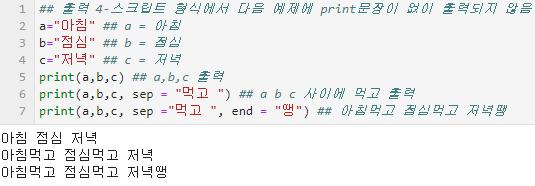 1 ## 출력 4-스크립트 형식에서 다음 예제에 print문장이 없이 출력되지 않을
2 a="아침" ## a = 아침
3 b="점심" ## b = 점심
4 c="저녁" ## c = 저녁
5 print(a,b,c) ## a,b,c 출력
6 print(a,b,c, sep = "먹고 ") ## a b c 사이에 먹고 출력
7 print(a,b,c, sep ="먹고 ", end = "땡") ## 아침먹고 점심먹고 저녁땡
아침 점심 저녁
아침먹고 점심먹고 저녁
아침먹고 점심먹고 저녁땡